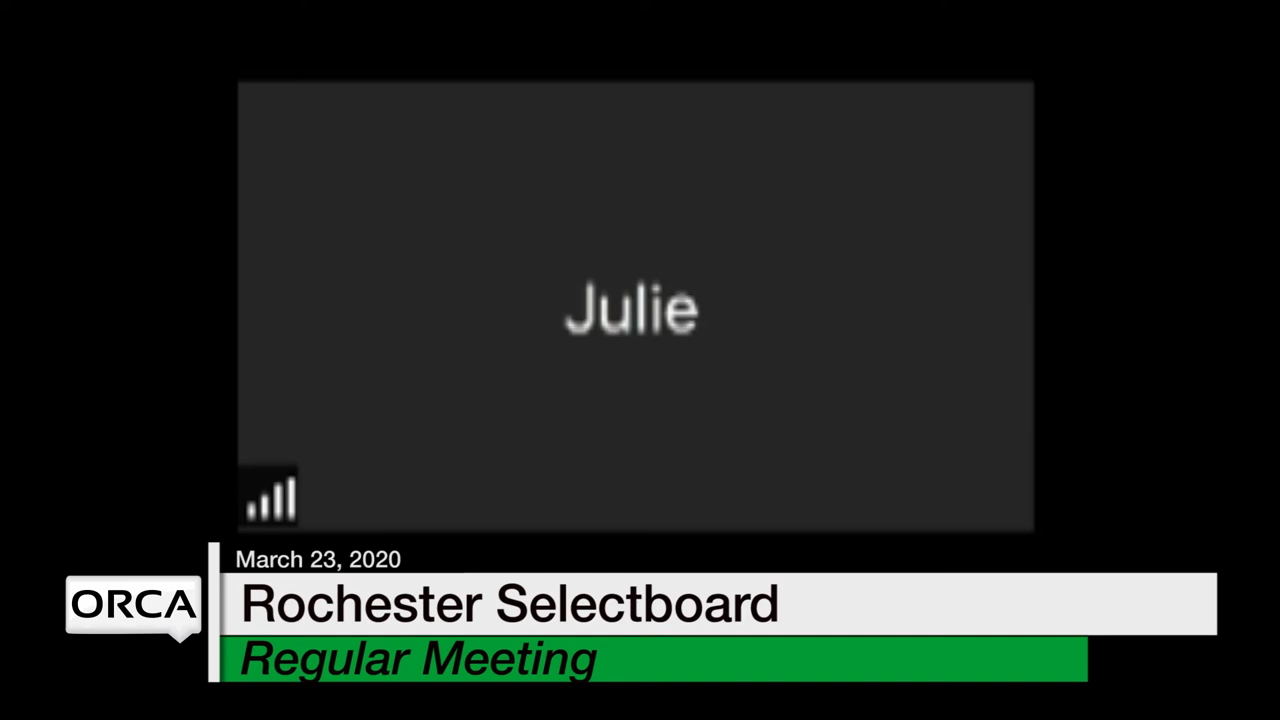 Julie
March 23, 2020
ORCA
Rochester Selectboard
Regular Meeting